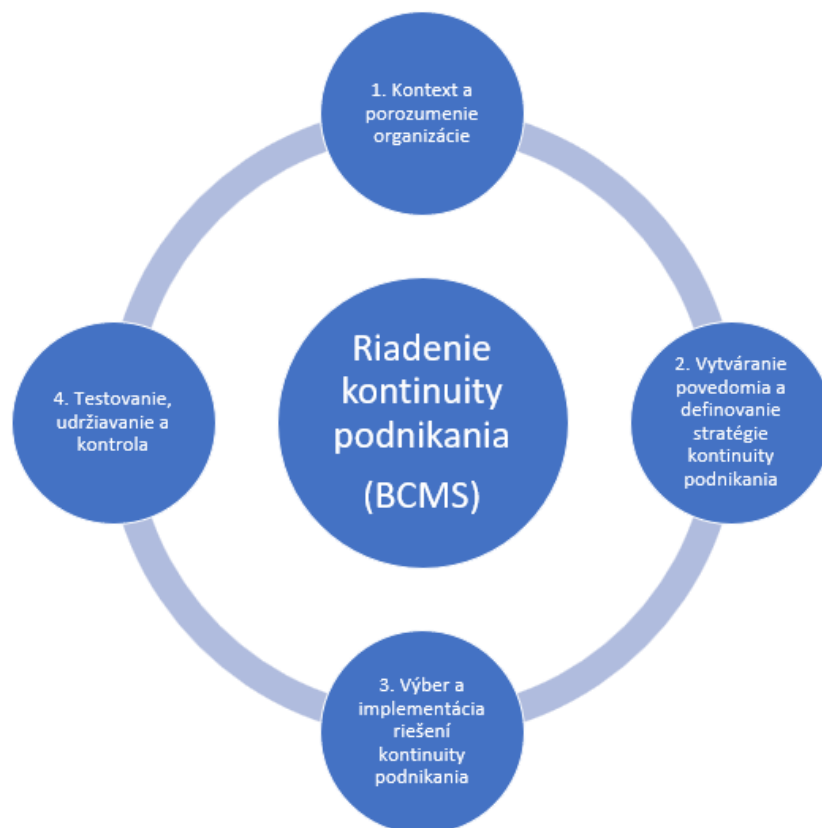 1. Kontext a
porozumenie
organizácie
Riadenie
kontinuity
podnikania
(BCMS)
2. Vytváranie
povedomia a
definovanie
stratégie
kontinuity
podnikania
3. Výber a
implementácia
riešení
kontinuity
podnikania
4. Testovanie,
udržiavanie a
kontrola